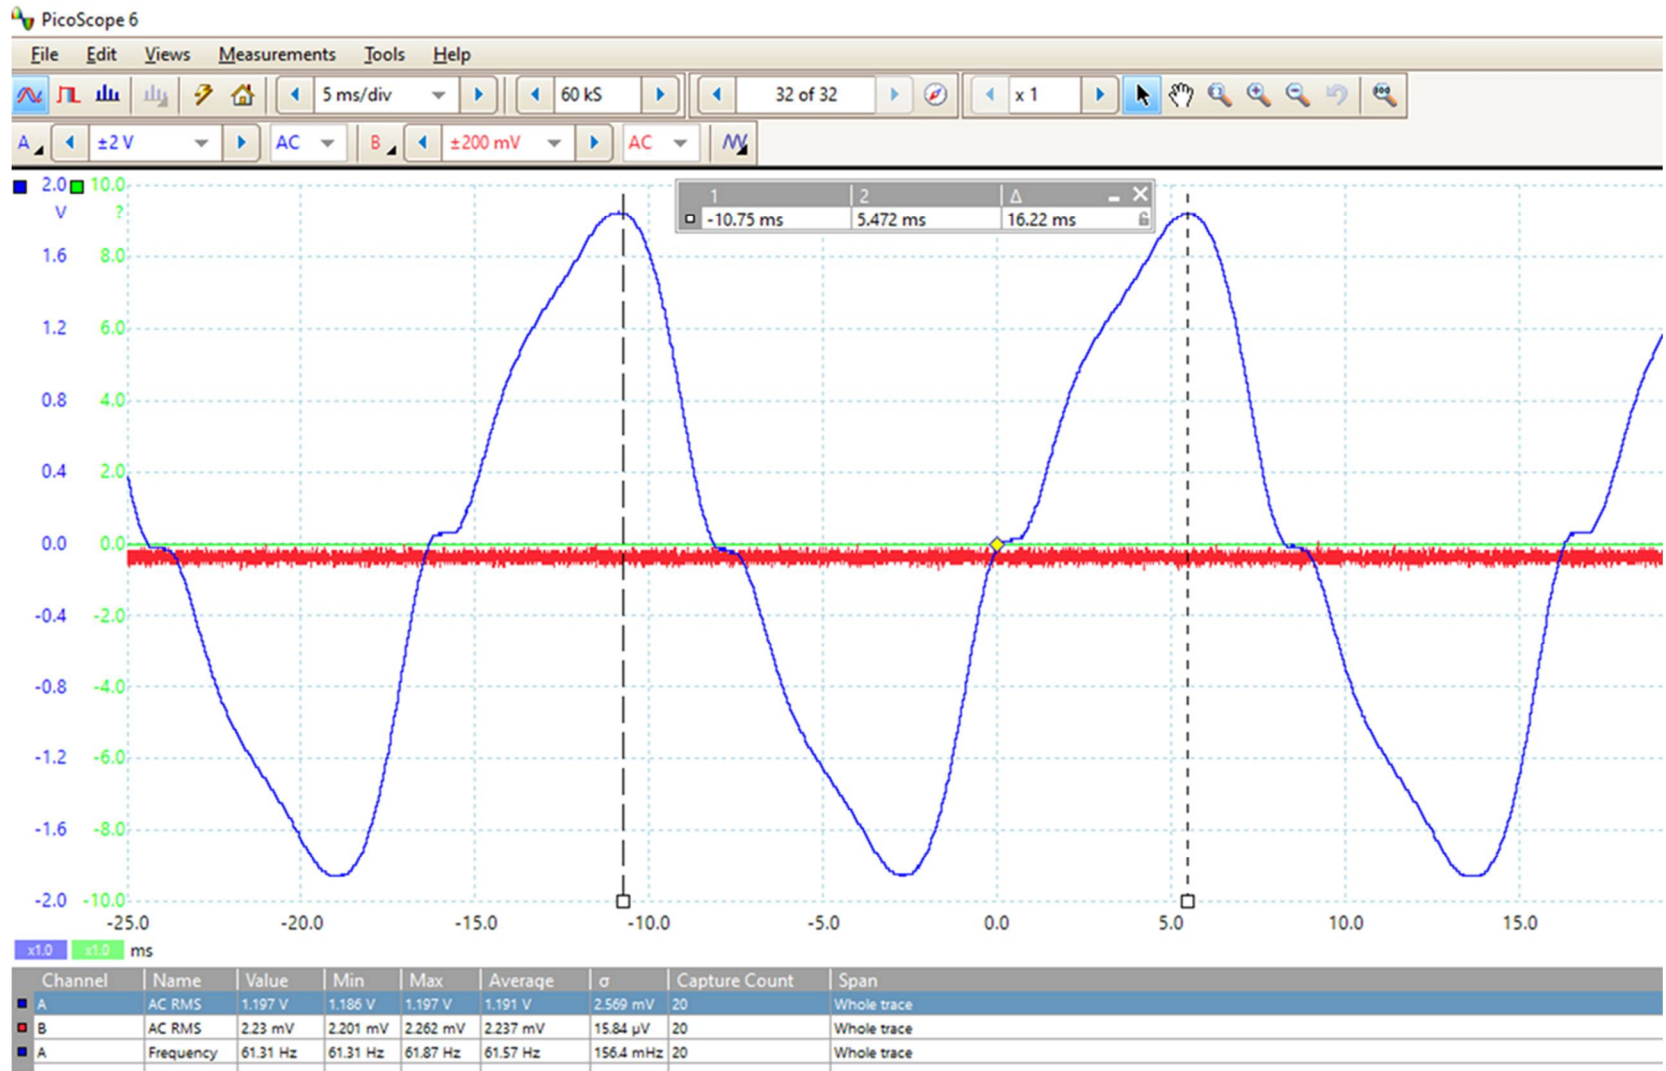 PicoScope 6
File Edit Views Measurements Tools Help
5 ms/div 60 kS 32 of 32 x 1
A ±2 V AC B ±200 mV AC
2.0 10.0
V ?
1 2 Δ
-10.75 ms 5.472 ms 16.22 ms
1.6 8.0
1.2 6.0
0.8 4.0
0.4 2.0
0.0 0.0
-0.4 -2.0
-0.8 -4.0
-1.2 -6.0
-1.6 -8.0
-2.0 -10.0
-25.0 -20.0 -15.0 -10.0 -5.0 0.0 5.0 10.0 15.0
x1.0 x1.0 ms
Channel Name Value Min Max Average σ Capture Count Span
A AC RMS 1.197 V 1.186 V 1.197 V 1.191 V 2.569 mV 20 Whole trace
B AC RMS 2.23 mV 2.201 mV 2.262 mV 2.237 mV 15.84 µV 20 Whole trace
A Frequency 61.31 Hz 61.31 Hz 61.87 Hz 61.57 Hz 156.4 mHz 20 Whole trace